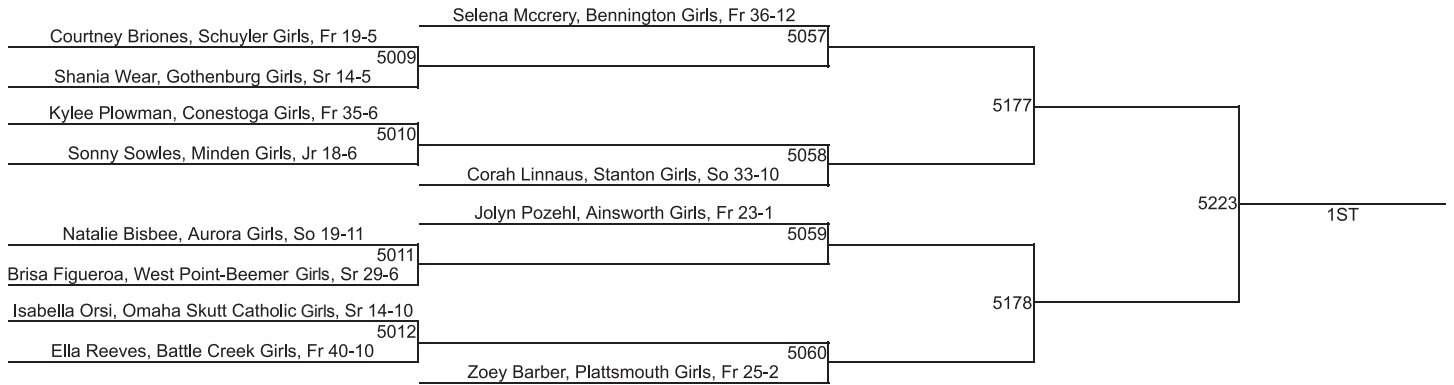 Selena Mccrery, Bennington Girls, Fr 36-12
Courtney Briones, Schuyler Girls, Fr 19-5
5057
5009
Shania Wear, Gothenburg Girls, Sr 14-5
Kylee Plowman, Conestoga Girls, Fr 35-6
5177
5010
Sonny Sowles, Minden Girls, Jr 18-6
5058
Corah Linnaus, Stanton Girls, So 33-10
Jolyn Pozehl, Ainsworth Girls, Fr 23-1
5223
1ST
Natalie Bisbee, Aurora Girls, So 19-11
5059
5011
Brisa Figueroa, West Point-Beemer Girls, Sr 29-6
5178
Isabella Orsi, Omaha Skutt Catholic Girls, Sr 14-10
5012
Ella Reeves, Battle Creek Girls, Fr 40-10
5060
Zoey Barber, Plattsmouth Girls, Fr 25-2